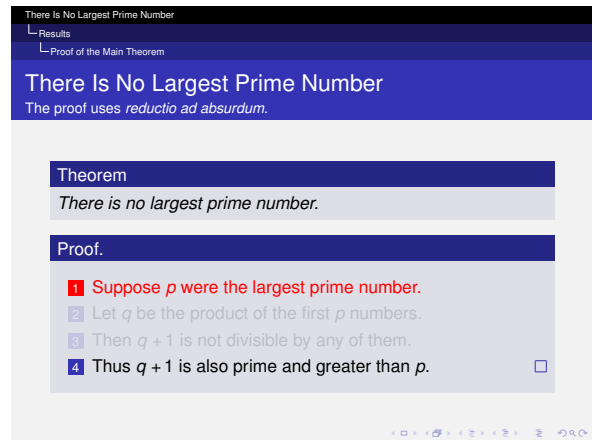 There Is No Largest Prime Number
Results
Proof of the Main Theorem
There Is No Largest Prime Number
The proof uses reductio ad absurdum.
Theorem
There is no largest prime number.
Proof.
1 Suppose p were the largest prime number.
2 Let q be the product of the first p numbers.
3 Then q + 1 is not divisible by any of them.
4 Thus q + 1 is also prime and greater than p. □